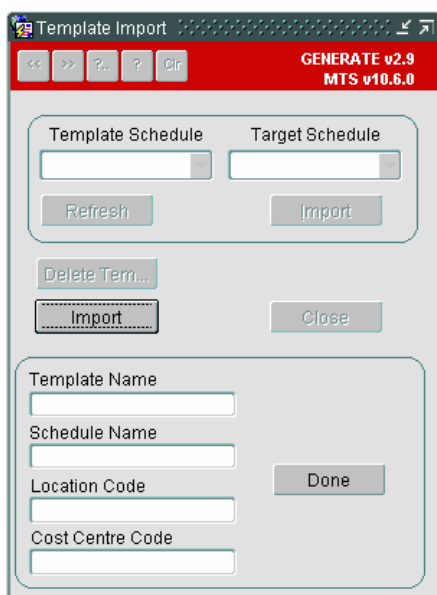 Template Import
<< >> ?.. ? Clr
GENERATE v2.9
MTS v10.6.0
Template Schedule Target Schedule
Refresh Import
Delete Tem...
Import Close
Template Name
Schedule Name
Location Code
Done
Cost Centre Code